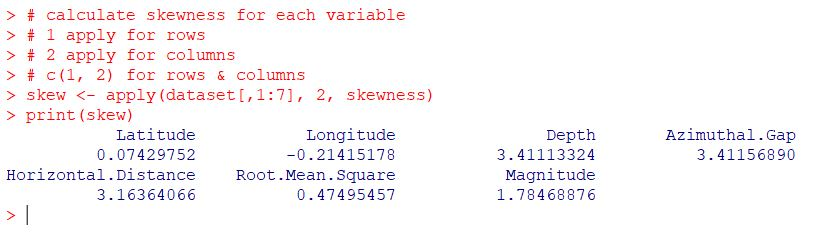 > # calculate skewness for each variable
> # 1 apply for rows
> # 2 apply for columns
> # c(1, 2) for rows & columns
> skew <- apply(dataset[,1:7], 2, skewness)
> print(skew)
Latitude Longitude Depth Azimuthal.Gap
0.07429752 -0.21415178 3.41113324 3.41156890
Horizontal.Distance Root.Mean.Square Magnitude
3.16364066 0.47495457 1.78468876
>